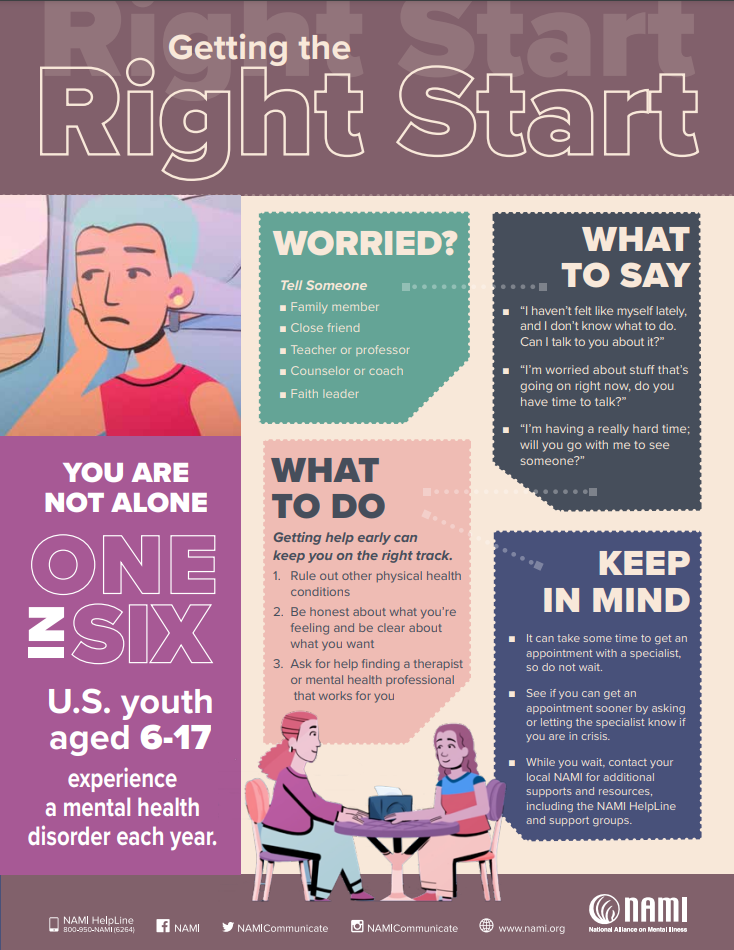 Getting the
Right Start
Right Start
YOU ARE
NOT ALONE
ONE
IN SIX
U.S. youth
aged 6-17
experience
a mental health
disorder each year.
WORRIED?
Tell Someone
■ Family member
■ Close friend
■ Teacher or professor
■ Counselor or coach
■ Faith leader
WHAT
TO SAY
■ “I haven’t felt like myself lately,
and I don’t know what to do.
Can I talk to you about it?”
■ “I’m worried about stuff that’s
going on right now, do you
have time to talk?”
■ “I’m having a really hard time;
will you go with me to see
someone?”
WHAT
TO DO
Getting help early can
keep you on the right track.
1. Rule out other physical health
conditions
2. Be honest about what you’re
feeling and be clear about
what you want
3. Ask for help finding a therapist
or mental health professional
that works for you
KEEP
IN MIND
■ It can take some time to get an
appointment with a specialist,
so do not wait.
■ See if you can get an
appointment sooner by asking
or letting the specialist know if
you are in crisis.
■ While you wait, contact your
local NAMI for additional
supports and resources,
including the NAMI HelpLine
and support groups.
NAMI HelpLine
800-950-NAMI (6264)
NAMI
NAMICommunicate
NAMICommunicate
www.nami.org
NAMI
National Alliance on Mental Illness